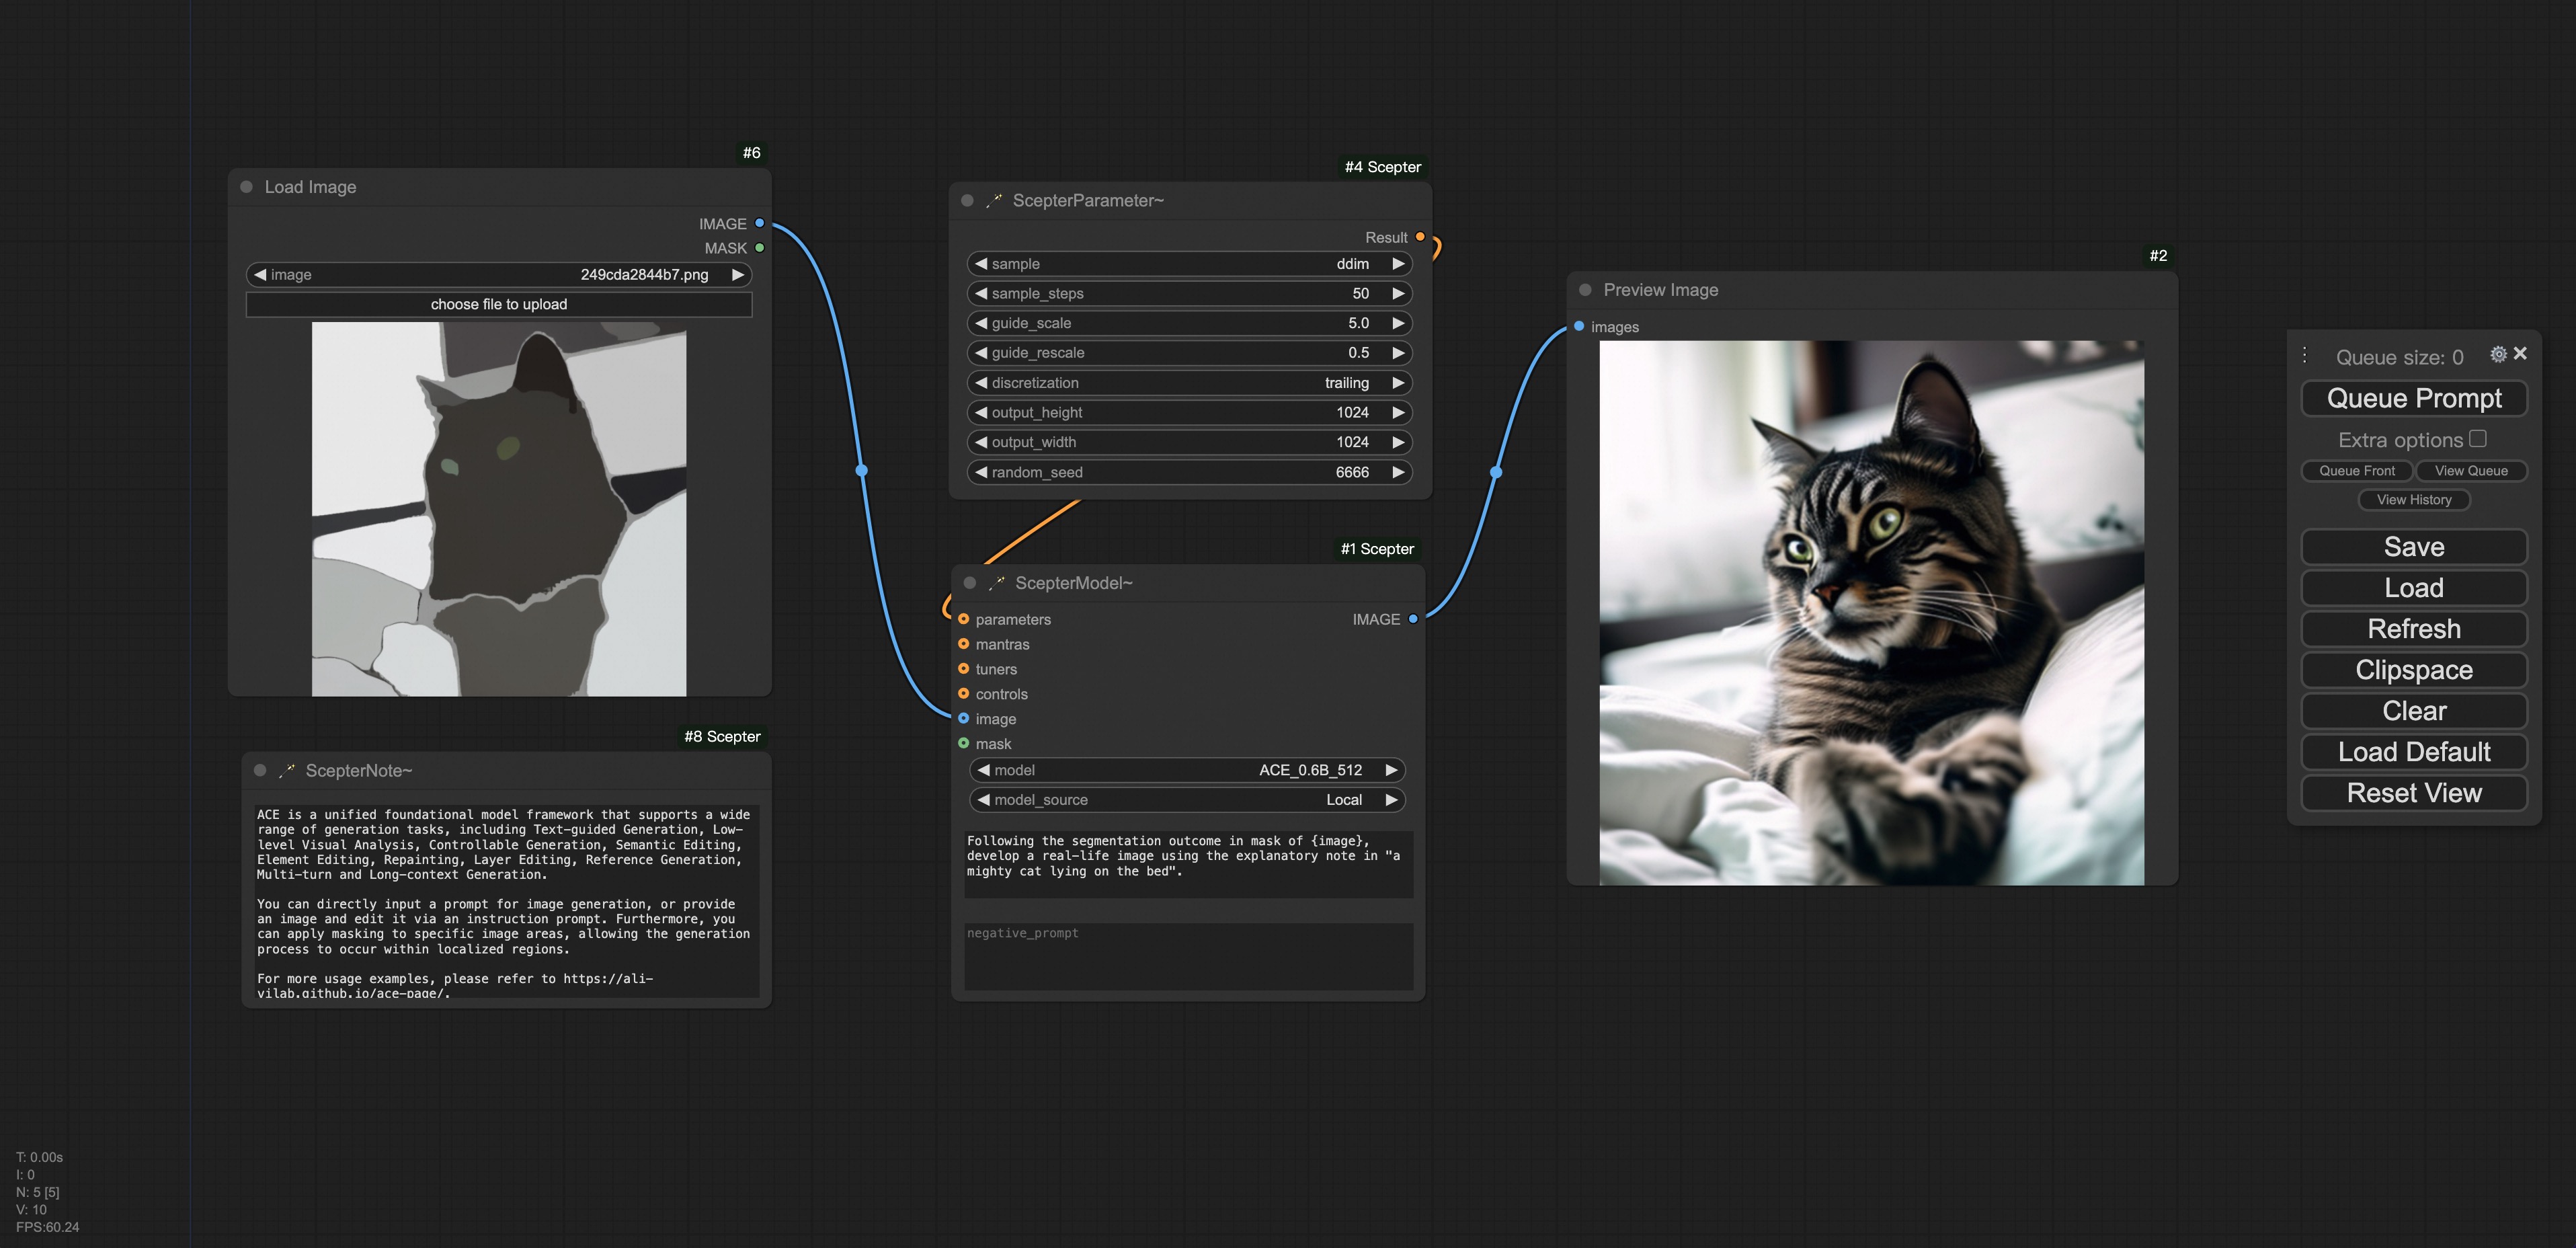 #6
Load Image
IMAGE
MASK
image 249cda2844b7.png
choose file to upload
#8 Scepter
ScepterNote~
ACE is a unified foundational model framework that supports a wide
range of generation tasks, including Text-guided Generation, Low-
level Visual Analysis, Controllable Generation, Semantic Editing,
Element Editing, Repainting, Layer Editing, Reference Generation,
Multi-turn and Long-context Generation.
You can directly input a prompt for image generation, or provide
an image and edit it via an instruction prompt. Furthermore, you
can apply masking to specific image areas, allowing the generation
process to occur within localized regions.
For more usage examples, please refer to https://ali-
vilab.github.io/ace-page/.
#4 Scepter
ScepterParameter~
Result
sample ddim
sample_steps 50
guide_scale 5.0
guide_rescale 0.5
discretization trailing
output_height 1024
output_width 1024
random_seed 6666
#1 Scepter
ScepterModel~
parameters IMAGE
mantras
tuners
controls
image
mask
model ACE_0.6B_512
model_source Local
Following the segmentation outcome in mask of {image},
develop a real-life image using the explanatory note in "a
mighty cat lying on the bed".
negative_prompt
#2
Preview Image
images
Queue size: 0
Queue Prompt
Extra options
Queue Front View Queue
View History
Save
Load
Refresh
Clipspace
Clear
Load Default
Reset View
T: 0.00s
I: 0
N: 5 [5]
V: 10
FPS:60.24